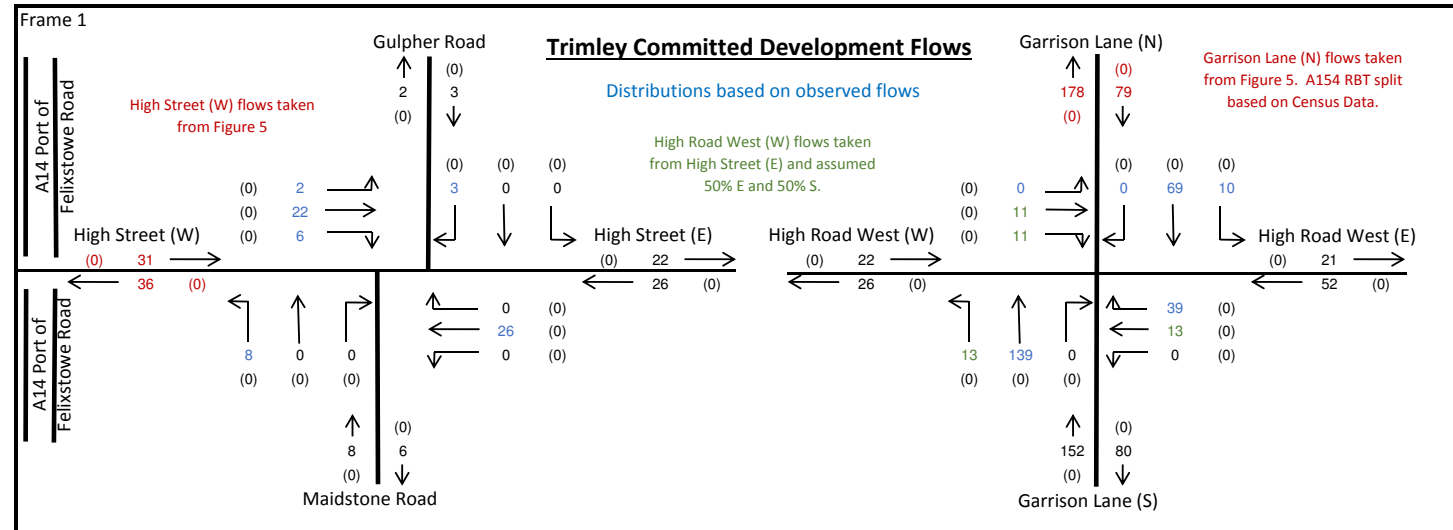 Frame 1
Gulpher Road
Trimley Committed Development Flows
Garrison Lane (N)
A14 Port of
Felixstowe Road
High Street (W) flows taken
from Figure 5
(0)
2 3
(0)
Distributions based on observed flows
(0)
178 79
(0)
Garrison Lane (N) flows taken
from Figure 5. A154 RBT split
based on Census Data.
High Road West (W) flows taken
from High Street (E) and assumed
50% E and 50% S.
(0) (0) (0)
(0) (0) (0)
(0) 2
3 0 0
(0) 0
0 69 10
(0) 22
(0) 11
(0) 6
(0) 11
High Street (W)
High Street (E)
High Road West (W)
High Road West (E)
(0) 31
(0) 22
(0) 22
(0) 21
36 (0)
26 (0)
26 (0)
52 (0)
A14 Port of
Felixstowe Road
0 (0)
39 (0)
26 (0)
13 (0)
8 0 0
0 (0)
13 139 0
0 (0)
(0) (0) (0)
(0) (0) (0)
(0)
8 6
(0)
(0)
152 80
(0)
Maidstone Road
Garrison Lane (S)